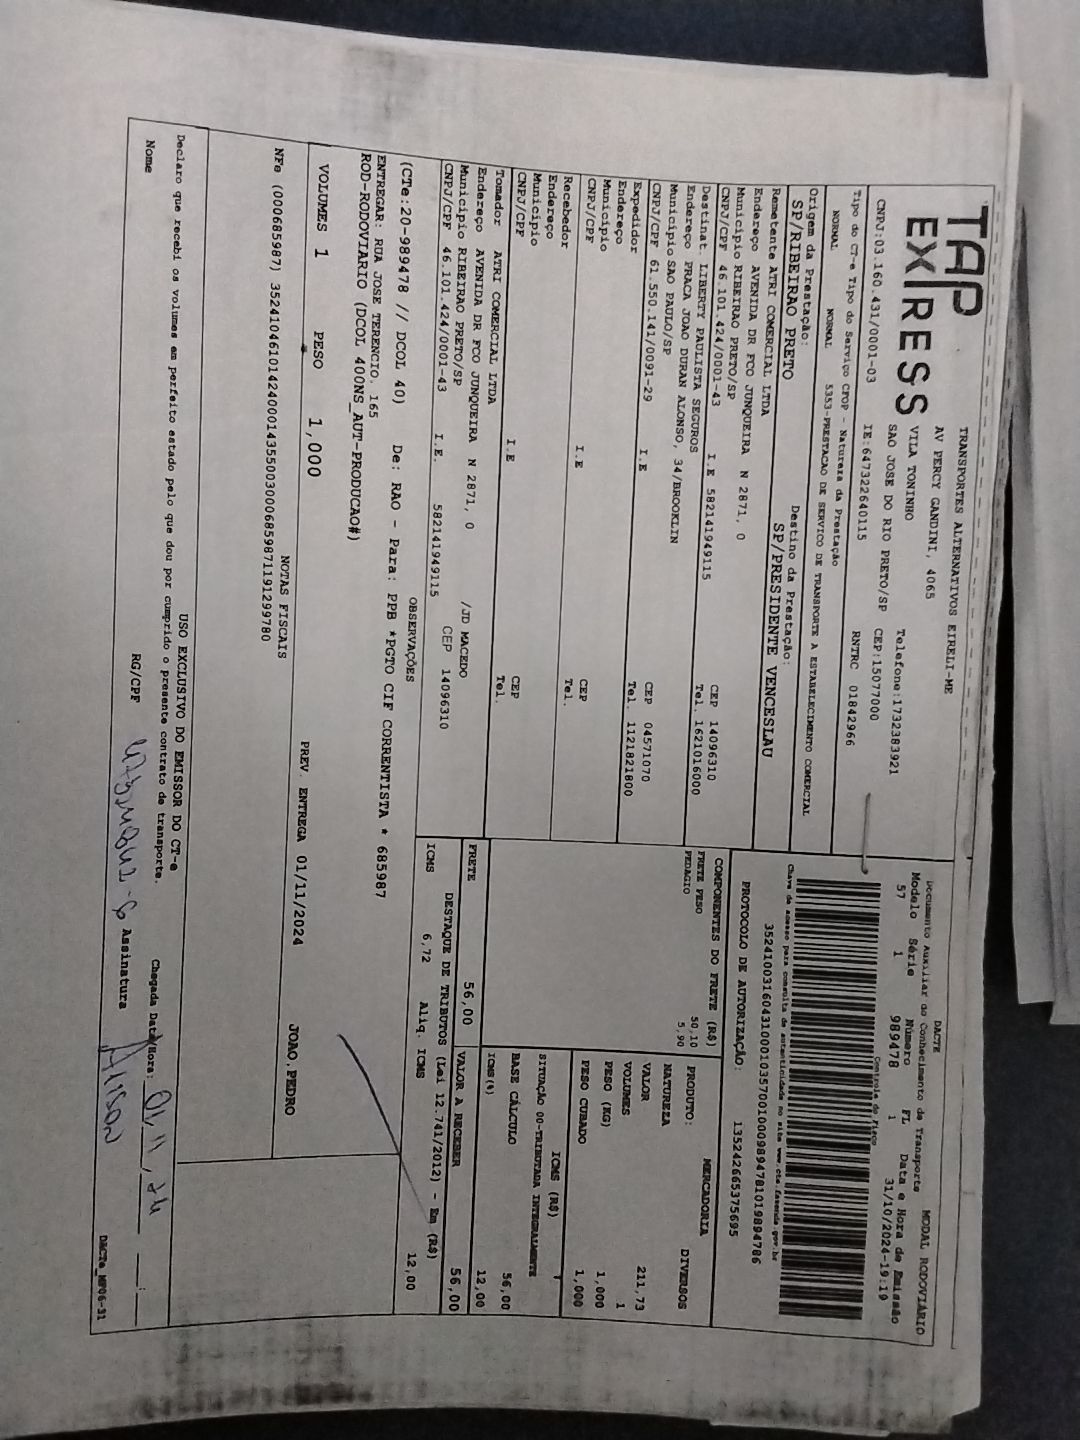 TAP EXPRESS
TRANSPORTES ALTERNATIVOS EIRELI-ME
AV PERCY GANDINI, 4065
VILA TONINHO Telefone:1732383921
SAO JOSE DO RIO PRETO/SP CEP:15077000
CNPJ:03.160.431/0001-03 IE:647322640115 RNTRC 01842966
DACTE MODAL RODOVIÁRIO
Documento Auxiliar do Conhecimento de Transporte
Modelo Série Número FL Data e Hora de Emissão
57 1 989478 1 31/10/2024-19:19
Controle do Fisco
Tipo do CT-e Tipo do Serviço CFOP - Natureza da Prestação
NORMAL NORMAL 5353-PRESTACAO DE SERVICO DE TRANSPORTE A ESTABELECIMENTO COMERCIAL
Chave de acesso para consulta de autenticidade no site www.cte.fazenda.gov.br
35241003160431000103570010009894781019894786
Origem da Prestação: Destino da Prestação:
SP/RIBEIRAO PRETO SP/PRESIDENTE VENCESLAU
PROTOCOLO DE AUTORIZAÇÃO: 135242665375695
Remetente ATRI COMERCIAL LTDA
Endereço AVENIDA DR FCO JUNQUEIRA N 2871, 0
Município RIBEIRAO PRETO/SP CEP 14096310
CNPJ/CPF 46.101.424/0001-43 I.E 582141949115 Tel. 1621016000
Destinat LIBERTY PAULISTA SEGUROS
Endereço PRACA JOAO DURAN ALONSO, 34/BROOKLIN
Município SAO PAULO/SP CEP 04571070
CNPJ/CPF 61.550.141/0091-29 I.E Tel. 1121821800
Expedidor
Endereço
Município CEP
CNPJ/CPF I.E Tel.
Recebedor
Endereço
Município CEP
CNPJ/CPF I.E Tel.
Tomador ATRI COMERCIAL LTDA
Endereço AVENIDA DR FCO JUNQUEIRA N 2871, 0 /JD MACEDO
Município RIBEIRAO PRETO/SP CEP 14096310
CNPJ/CPF 46.101.424/0001-43 I.E. 582141949115
COMPONENTES DO FRETE (R$)
FRETE PESO 50,10
PEDAGIO 5,90
PRODUTO: MERCADORIA DIVERSOS
NATUREZA
VALOR 211,73
VOLUMES 1
PESO (KG) 1,000
PESO CUBADO 1,000
ICMS (R$)
SITUAÇÃO 00-TRIBUTADA INTEGRALMENTE
BASE CÁLCULO 56,00
ICMS(%) 12,00
FRETE 56,00 VALOR A RECEBER 56,00
DESTAQUE DE TRIBUTOS (Lei 12.741/2012) - Em (R$)
ICMS 6,72 Aliq. ICMS 12,00
OBSERVAÇÕES
(CTe:20-989478 // DCOL 40) De: RAO - Para: PPB *PGTO CIF CORRENTISTA * 685987
ENTREGAR: RUA JOSE TERENCIO, 165
ROD-RODOVIARIO (DCOL 400NS_AUT-PRODUCAO#)
VOLUMES 1 PESO 1,000 PREV. ENTREGA 01/11/2024 JOAO.PEDRO
NOTAS FISCAIS
NFe (000685987) 35241046101424000143550030006859871191299780
USO EXCLUSIVO DO EMISSOR DO CT-e
Declaro que recebi os volumes em perfeito estado pelo que dou por cumprido o presente contrato de transporte.
Chegada Data/Hora: 01, 11, 24 :
Nome RG/CPF Assinatura
DACTe_MP06-31